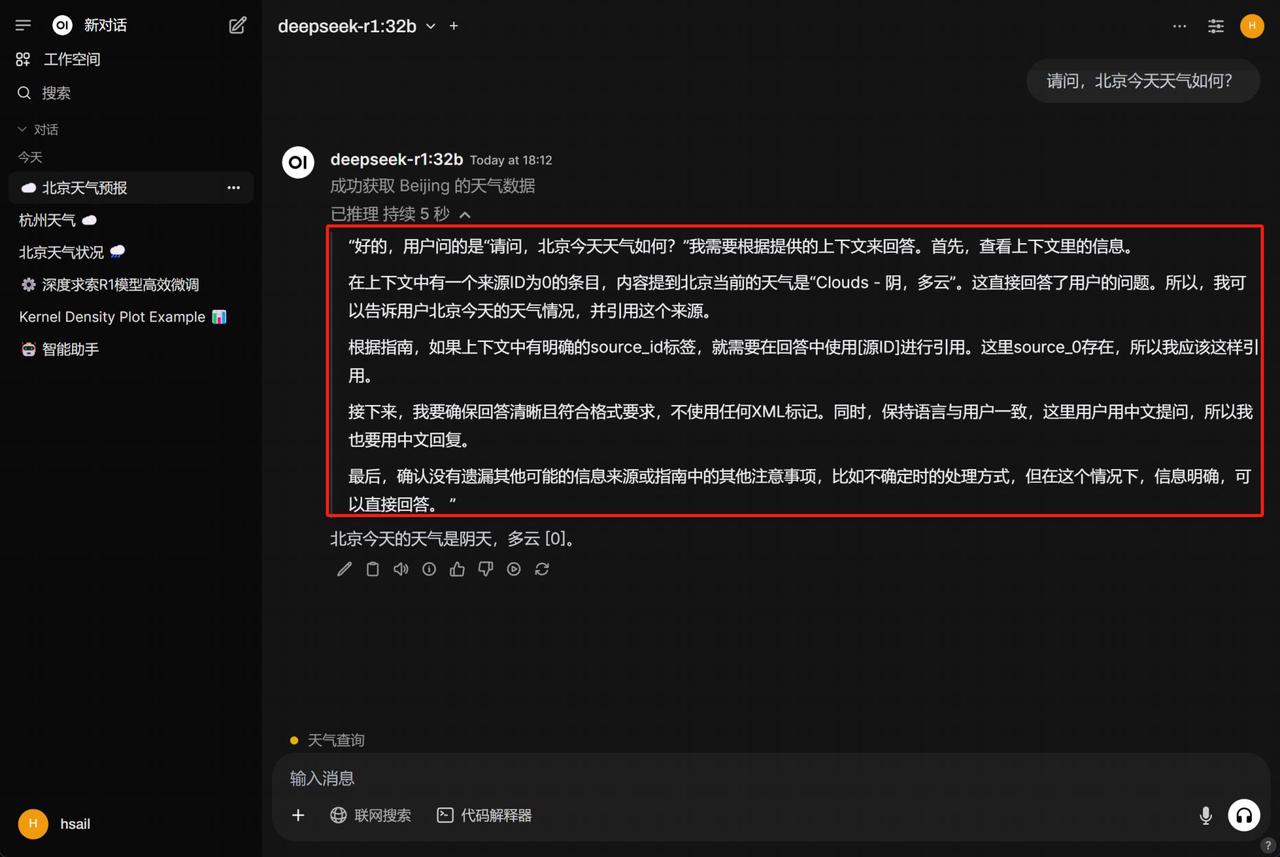 OI 新对话
工作空间
搜索
对话
今天
北京天气预报
杭州天气
北京天气状况
深度求索R1模型高效微调
Kernel Density Plot Example
智能助手
H hsail
deepseek-r1:32b
H
请问，北京今天天气如何？
OI deepseek-r1:32b Today at 18:12
成功获取 Beijing 的天气数据
已推理 持续 5 秒
“好的，用户问的是“请问，北京今天天气如何？”我需要根据提供的上下文来回答。首先，查看上下文里的信息。
在上下文中有一个来源ID为0的条目，内容提到北京当前的天气是“Clouds - 阴，多云”。这直接回答了用户的问题。所以，我可
以告诉用户北京今天的天气情况，并引用这个来源。
根据指南，如果上下文中有明确的source_id标签，就需要在回答中使用[源ID]进行引用。这里source_0存在，所以我应该这样引
用。
接下来，我要确保回答清晰且符合格式要求，不使用任何XML标记。同时，保持语言与用户一致，这里用户用中文提问，所以我
也要用中文回复。
最后，确认没有遗漏其他可能的信息来源或指南中的其他注意事项，比如不确定时的处理方式，但在这个情况下，信息明确，可
以直接回答。”
北京今天的天气是阴天，多云 [0]。
天气查询
输入消息
联网搜索 代码解释器
?